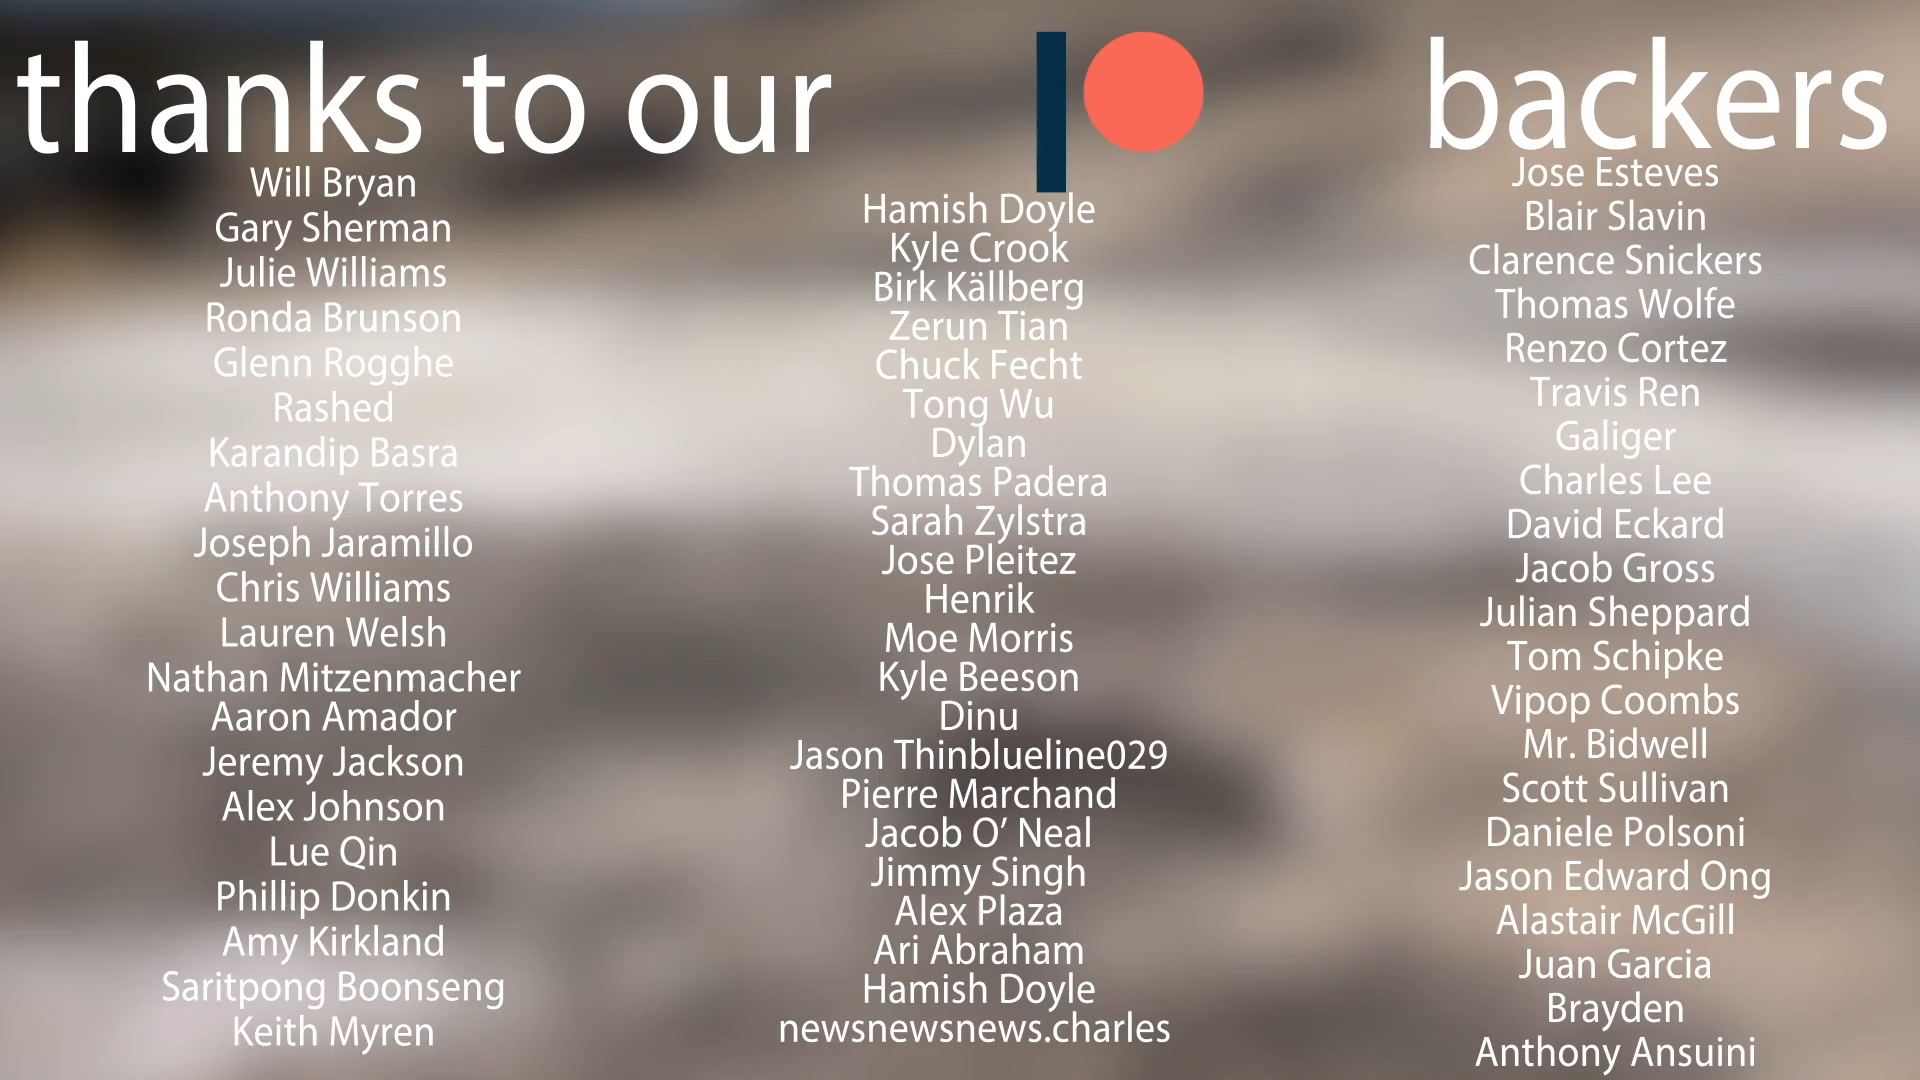 thanks to our backers
Will Bryan
Gary Sherman
Julie Williams
Ronda Brunson
Glenn Rogghe
Rashed
Karandip Basra
Anthony Torres
Joseph Jaramillo
Chris Williams
Lauren Welsh
Nathan Mitzenmacher
Aaron Amador
Jeremy Jackson
Alex Johnson
Lue Qin
Phillip Donkin
Amy Kirkland
Saritpong Boonseng
Keith Myren
Hamish Doyle
Kyle Crook
Birk Källberg
Zerun Tian
Chuck Fecht
Tong Wu
Dylan
Thomas Padera
Sarah Zylstra
Jose Pleitez
Henrik
Moe Morris
Kyle Beeson
Dinu
Jason Thinblueline029
Pierre Marchand
Jacob O’ Neal
Jimmy Singh
Alex Plaza
Ari Abraham
Hamish Doyle
newsnewsnews.charles
Jose Esteves
Blair Slavin
Clarence Snickers
Thomas Wolfe
Renzo Cortez
Travis Ren
Galiger
Charles Lee
David Eckard
Jacob Gross
Julian Sheppard
Tom Schipke
Vipop Coombs
Mr. Bidwell
Scott Sullivan
Daniele Polsoni
Jason Edward Ong
Alastair McGill
Juan Garcia
Brayden
Anthony Ansuini